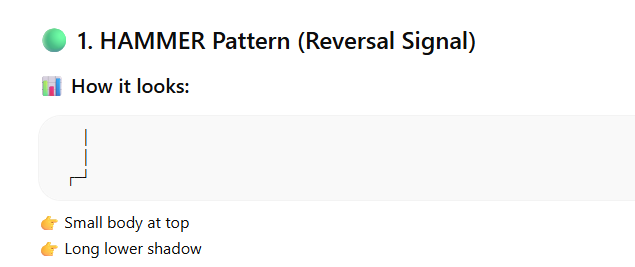 🟢 1. HAMMER Pattern (Reversal Signal)
📊 How it looks:
│
│
┌─┘
👉 Small body at top
👉 Long lower shadow